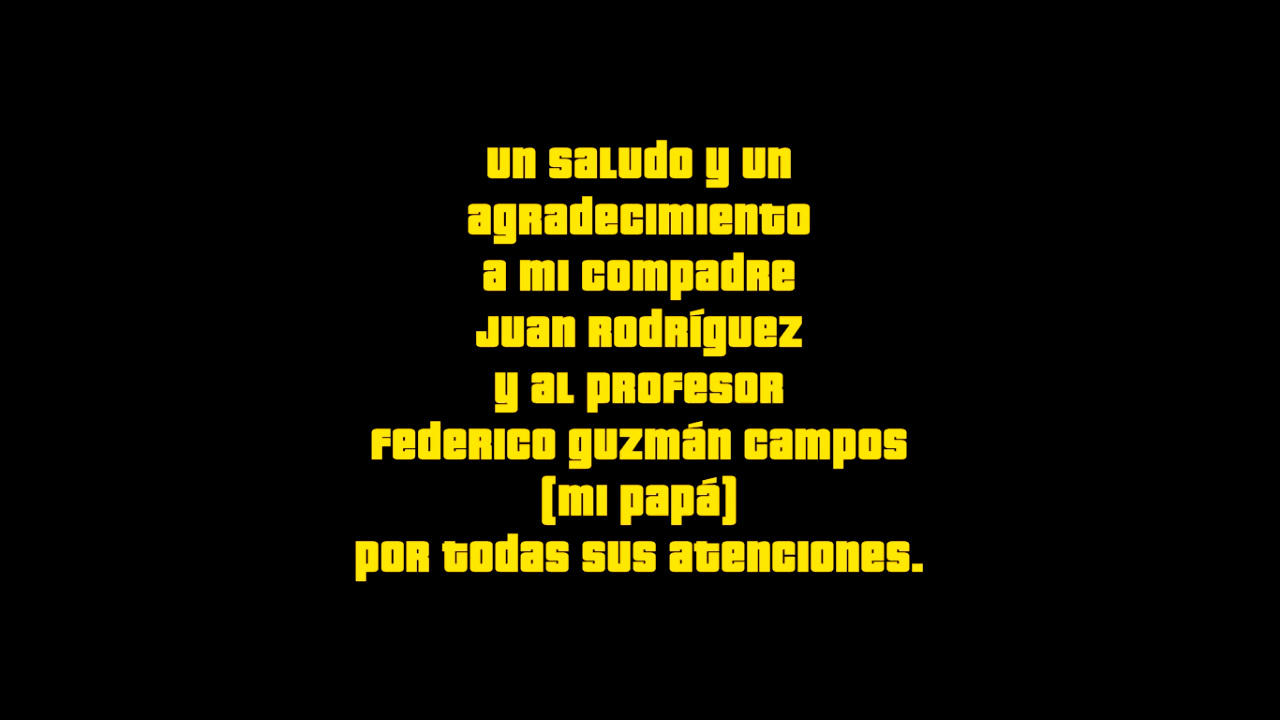 un saludo y un
agradecimiento
a mi compadre
Juan Rodríguez
y al profesor
Federico Guzmán Campos
(mi papá)
por todas sus atenciones.